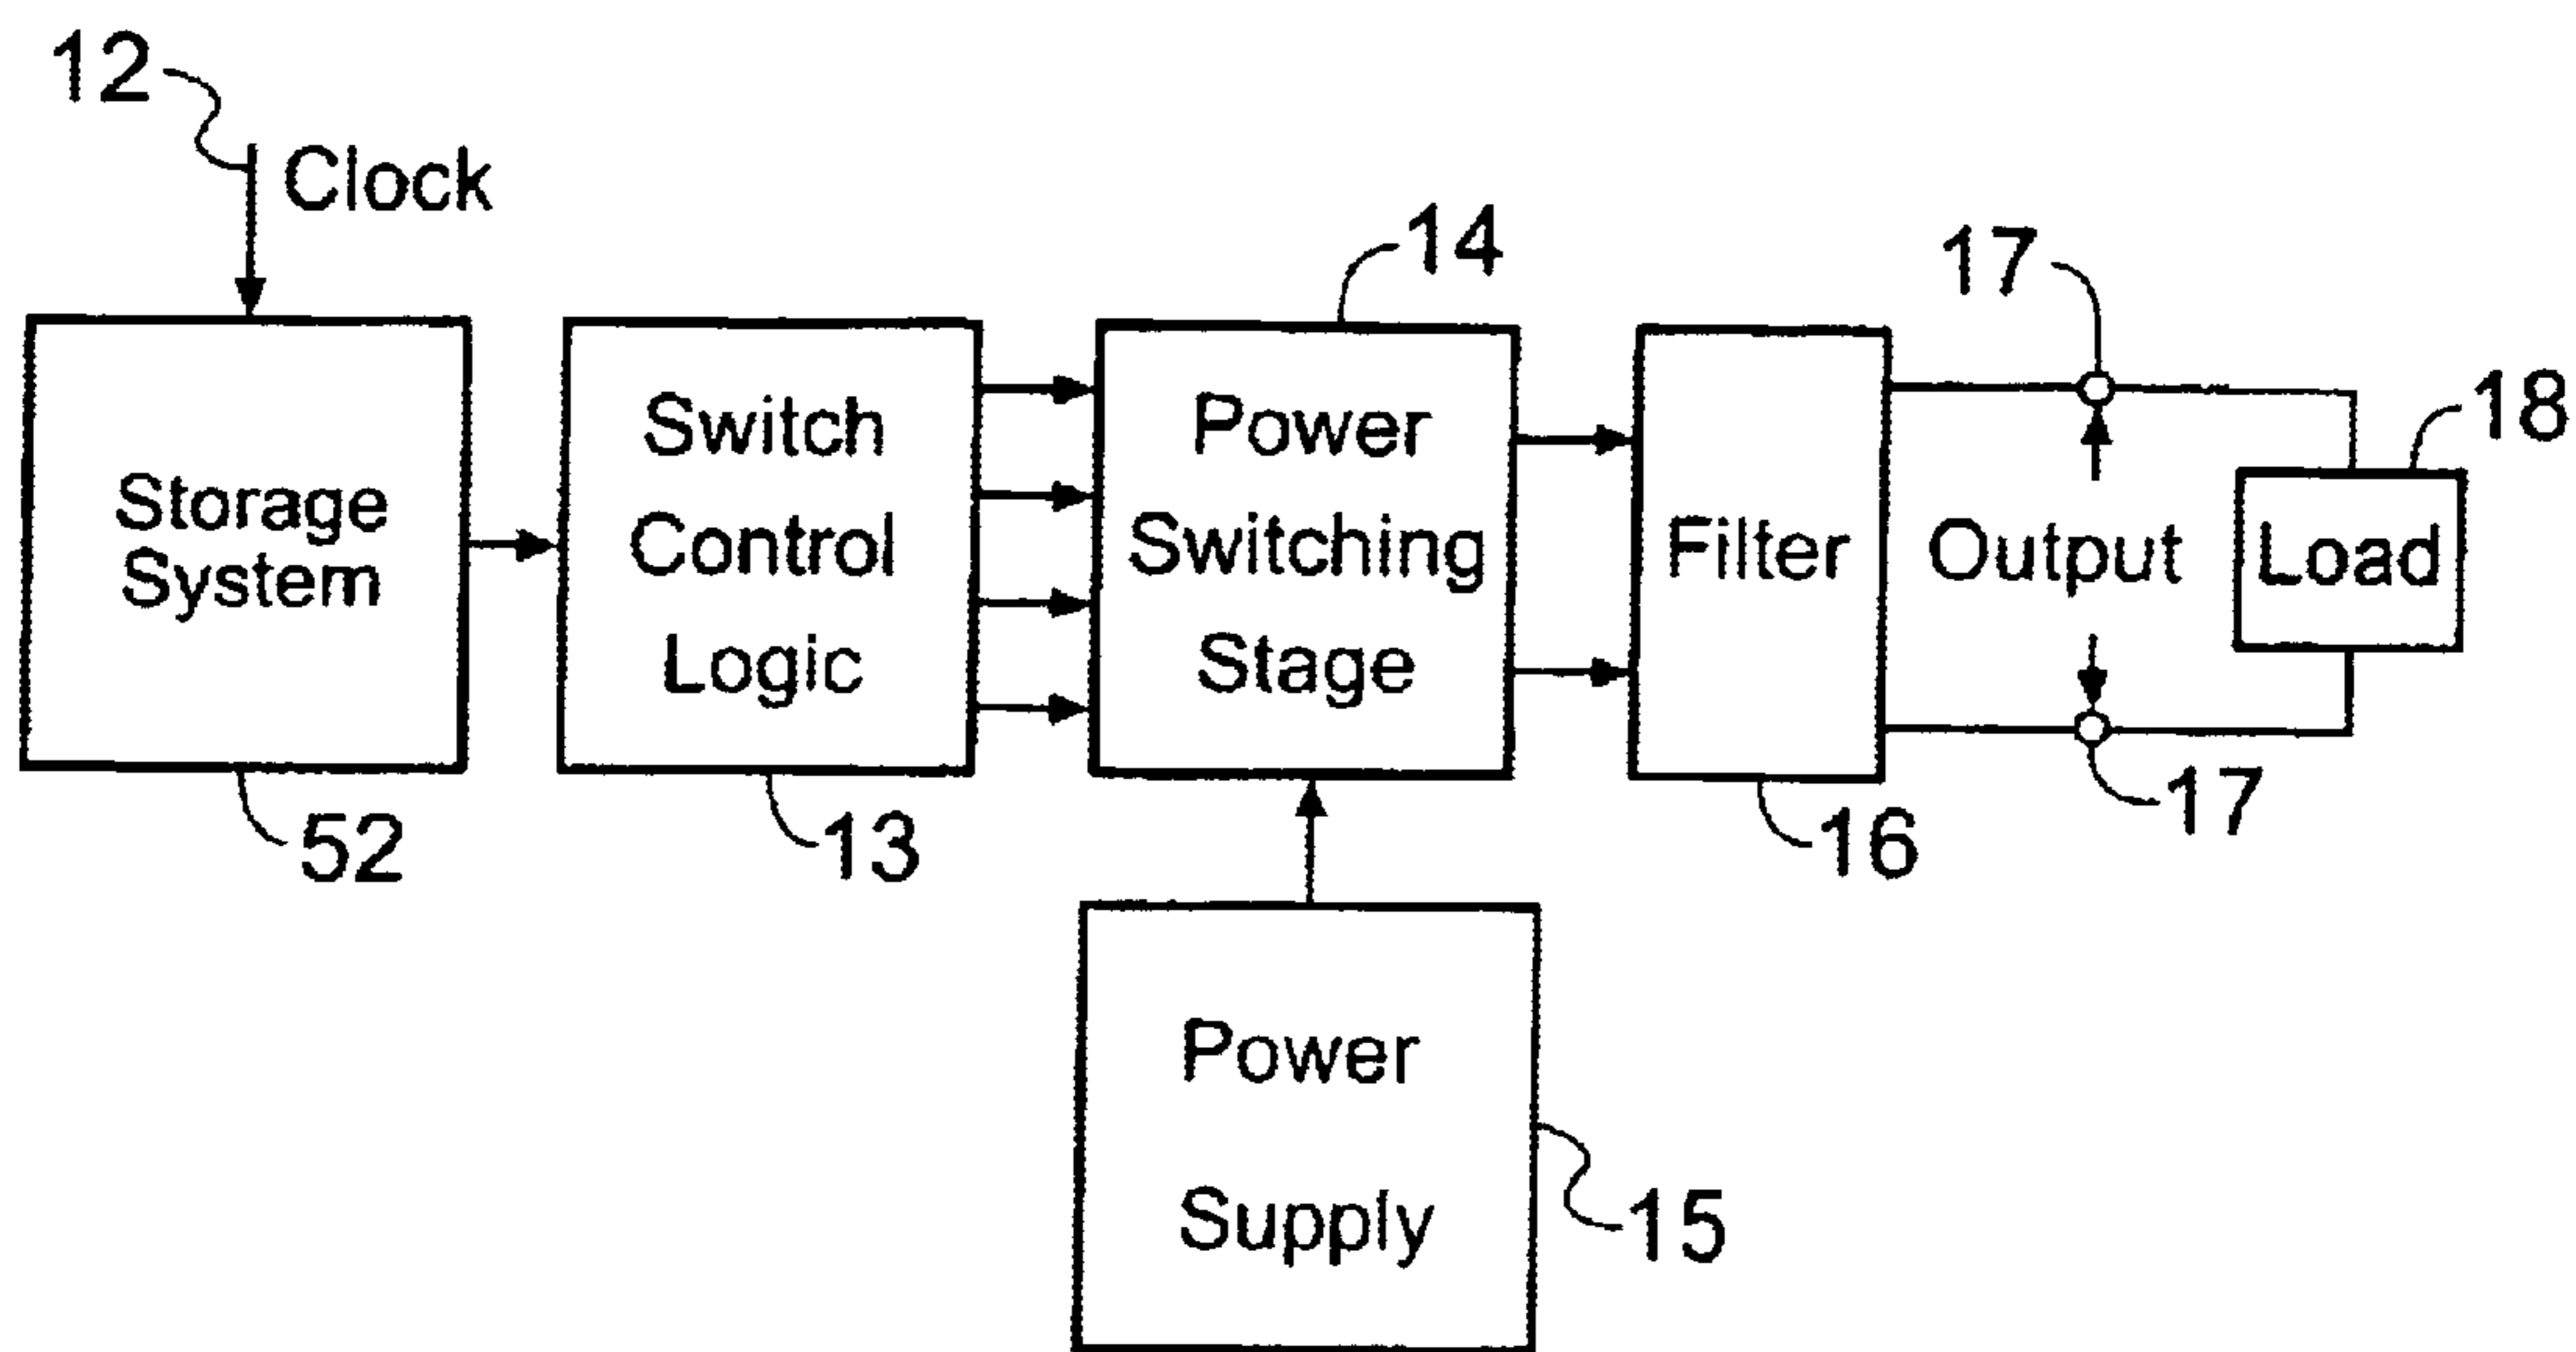 12
Clock
14
17
18
Storage
System
Switch
Control
Logic
Power
Switching
Stage
Filter
Output
Load
52
13
16
17
Power
Supply
15